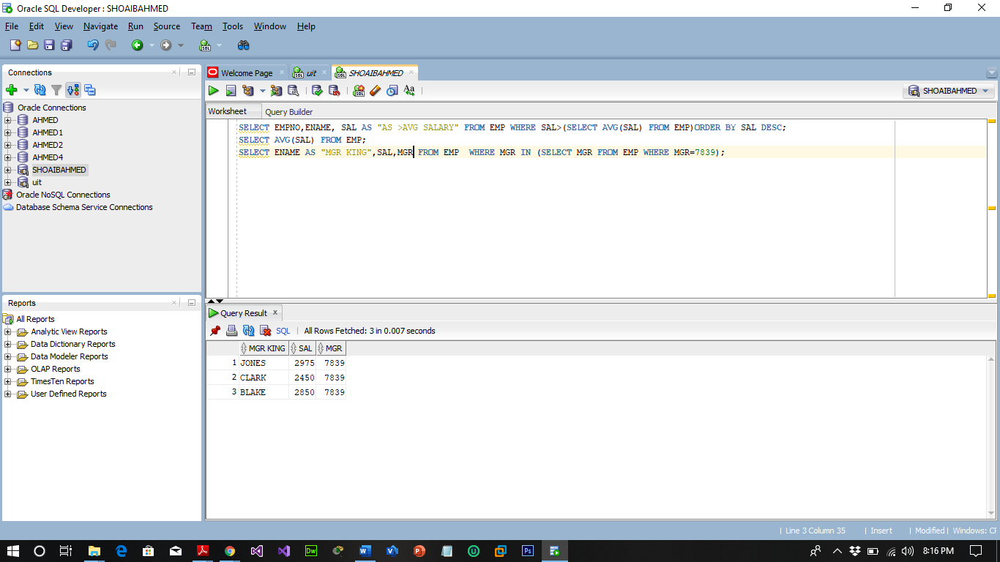 Oracle SQL Developer : SHOAIBAHMED
File Edit View Navigate Run Source Team Tools Window Help
Connections
Oracle Connections
AHMED
AHMED1
AHMED2
AHMED4
SHOAIBAHMED
uit
Oracle NoSQL Connections
Database Schema Service Connections
Reports
All Reports
Analytic View Reports
Data Dictionary Reports
Data Modeler Reports
OLAP Reports
TimesTen Reports
User Defined Reports
Welcome Page uit SHOAIBAHMED
SHOAIBAHMED
Worksheet Query Builder
SELECT EMPNO,ENAME, SAL AS "AS >AVG SALARY" FROM EMP WHERE SAL>(SELECT AVG(SAL) FROM EMP)ORDER BY SAL DESC;
SELECT AVG(SAL) FROM EMP;
SELECT ENAME AS "MGR KING",SAL,MGR FROM EMP  WHERE MGR IN (SELECT MGR FROM EMP WHERE MGR=7839);
Query Result x
SQL | All Rows Fetched: 3 in 0.007 seconds
MGR KING SAL MGR
1 JONES 2975 7839
2 CLARK 2450 7839
3 BLAKE 2850 7839
| Line 3 Column 35 | Insert | Modified | Windows: CF
8:16 PM